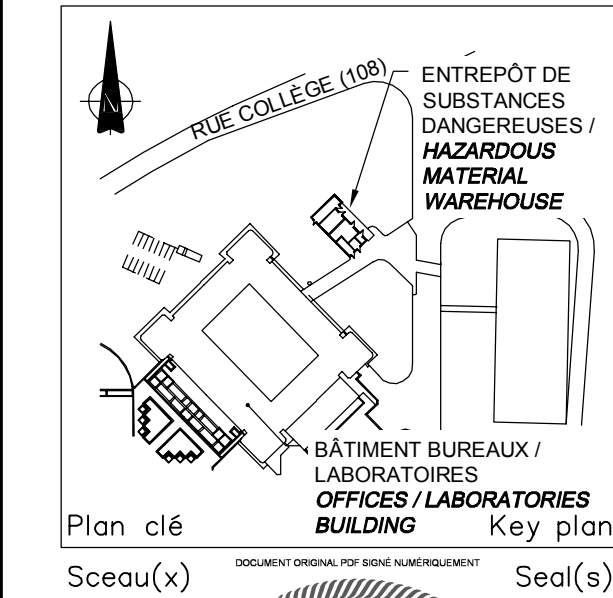 N
RUE COLLÈGE (108)
ENTREPÔT DE
SUBSTANCES
DANGEREUSES /
HAZARDOUS
MATERIAL
WAREHOUSE
BÂTIMENT BUREAUX /
LABORATOIRES
OFFICES / LABORATORIES
BUILDING
Plan clé
Key plan
Sceau(x)
DOCUMENT ORIGINAL PDF SIGNÉ NUMÉRIQUEMENT
Seal(s)